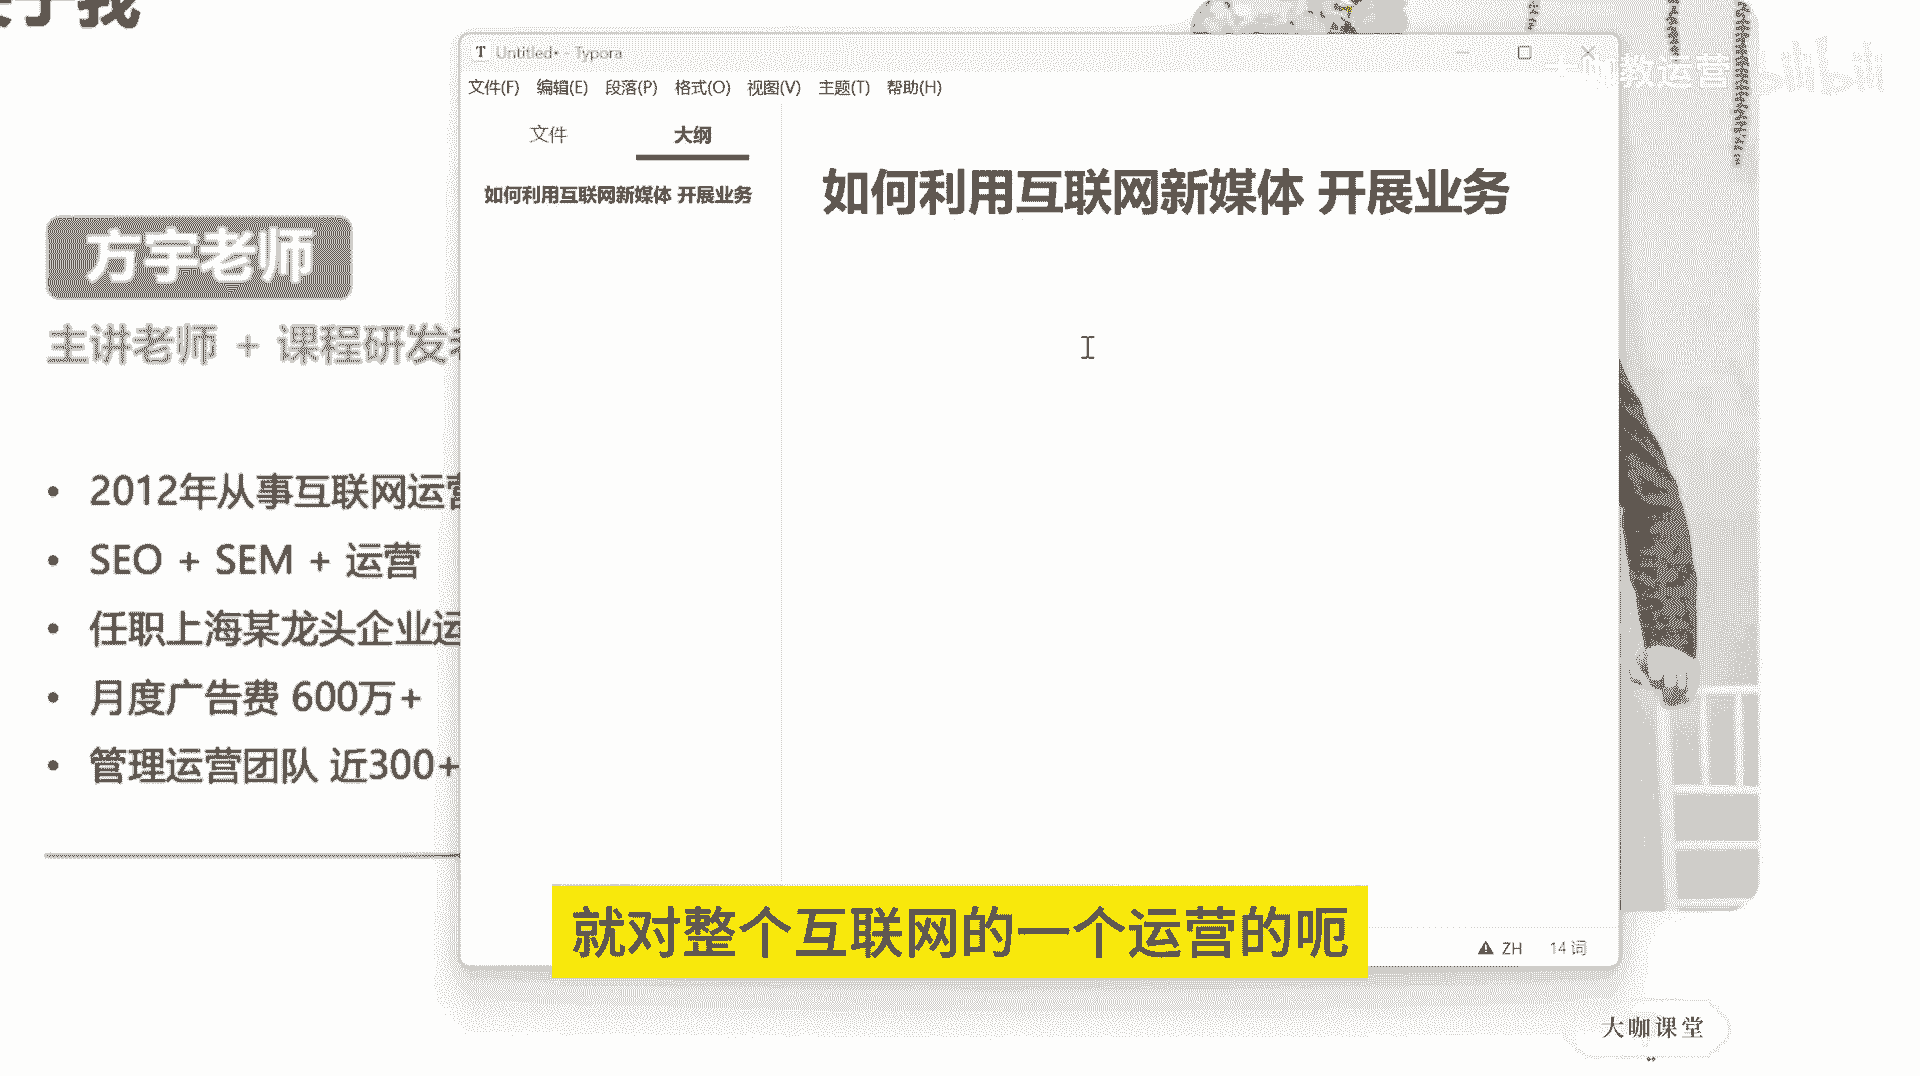 于我
方宇老师
主讲老师 + 课程研发
• 2012年从事互联网运营
• SEO + SEM + 运营
• 任职上海某龙头企业运
• 月度广告费 600万+
• 管理运营团队 近300+
T Untitled• - Typora
文件(F) 编辑(E) 段落(P) 格式(O) 视图(V) 主题(T) 帮助(H)
文件 大纲
如何利用互联网新媒体 开展业务
如何利用互联网新媒体 开展业务
大咖教运营 bilibili
就对整个互联网的一个运营的呃
ZH 14 词
大咖课堂